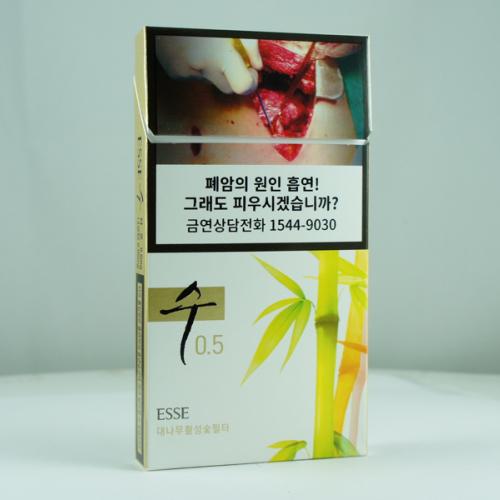 폐암의 원인 흡연!
그래도 피우시겠습니까?
금연상담전화 1544-9030
수
0.5
ESSE
대나무활성숯필터